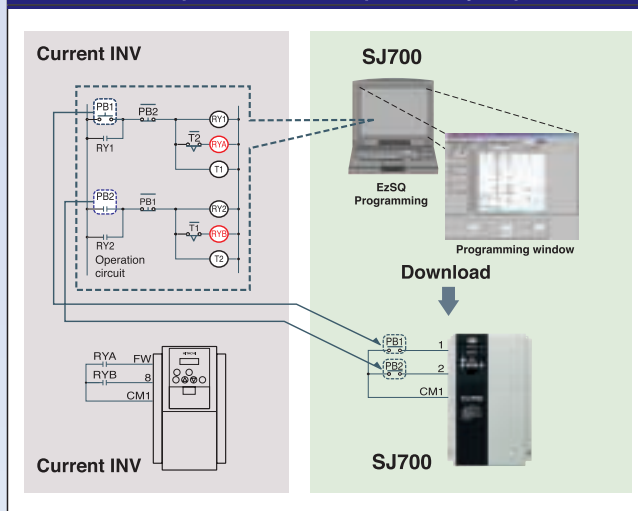 Current INV
PB1
PB2
RY1
RY1
T2
RYA
T1
PB2
PB1
RY2
RY2
T1
RYB
T2
Operation
circuit
RYA
FW
RYB
8
CM1
HITACHI
Current INV
SJ700
EzSQ
Programming
Programming window
Download
PB1
1
PB2
2
CM1
SJ700